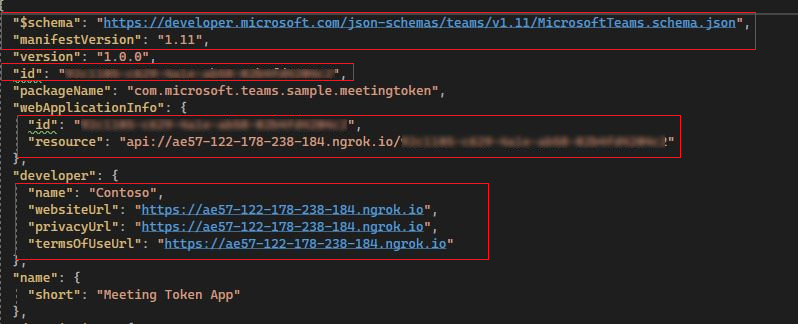 {
"$schema": "https://developer.microsoft.com/json-schemas/teams/v1.11/MicrosoftTeams.schema.json",
"manifestVersion": "1.11",
"version": "1.0.0",
"id": "",
"packageName": "com.microsoft.teams.sample.meetingtoken",
"webApplicationInfo": {
"id": "",
"resource": "api://ae57-122-178-238-184.ngrok.io/"
},
"developer": {
"name": "Contoso",
"websiteUrl": "https://ae57-122-178-238-184.ngrok.io",
"privacyUrl": "https://ae57-122-178-238-184.ngrok.io",
"termsOfUseUrl": "https://ae57-122-178-238-184.ngrok.io"
},
"name": {
"short": "Meeting Token App"
},